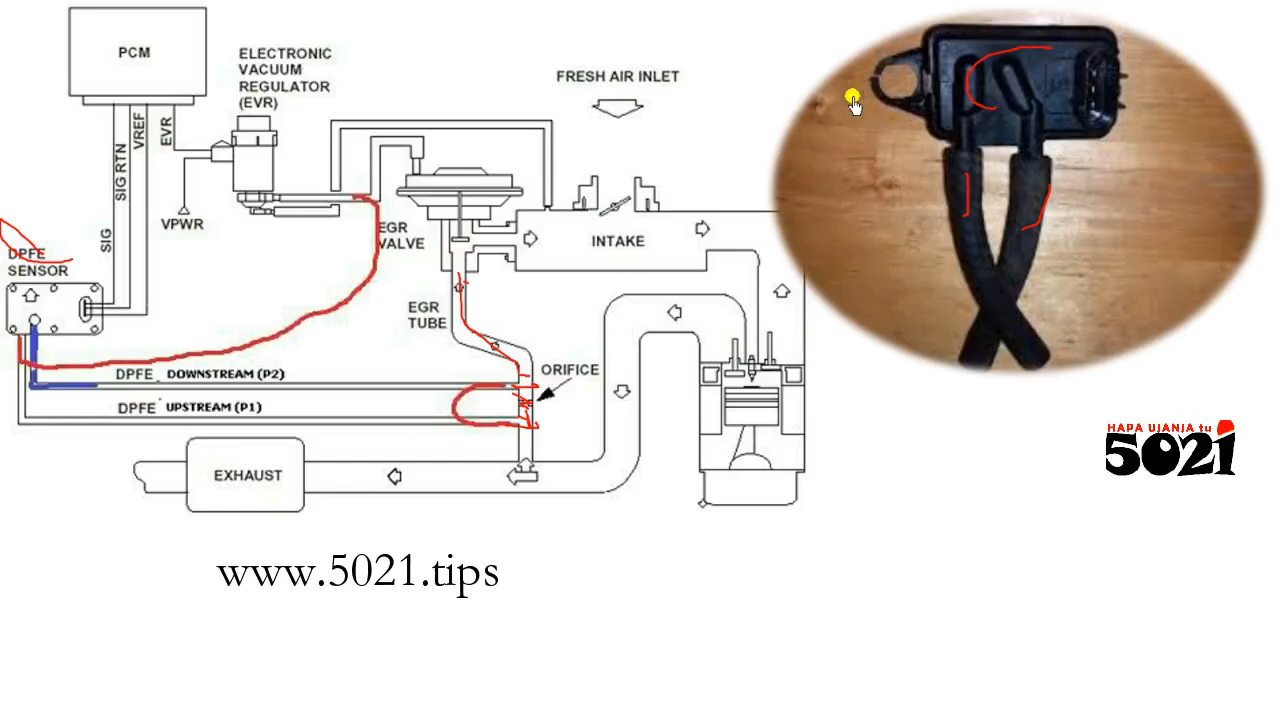 PCM
ELECTRONIC
VACUUM
REGULATOR
(EVR)
FRESH AIR INLET
SIG
SIG RTN
VREF
EVR
VPWR
DPFE
SENSOR
EGR
VALVE
INTAKE
EGR
TUBE
ORIFICE
DPFE DOWNSTREAM (P2)
DPFE UPSTREAM (P1)
EXHAUST
HAPA UJANJA tu
5021
www.5021.tips